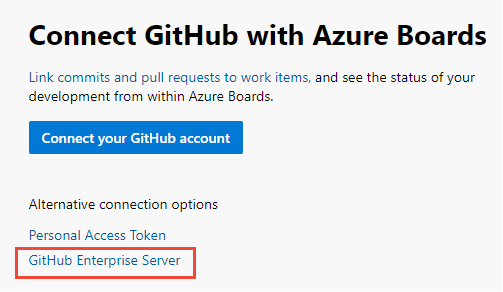 Connect GitHub with Azure Boards
Link commits and pull requests to work items, and see the status of your
development from within Azure Boards.
Connect your GitHub account
Alternative connection options
Personal Access Token
GitHub Enterprise Server